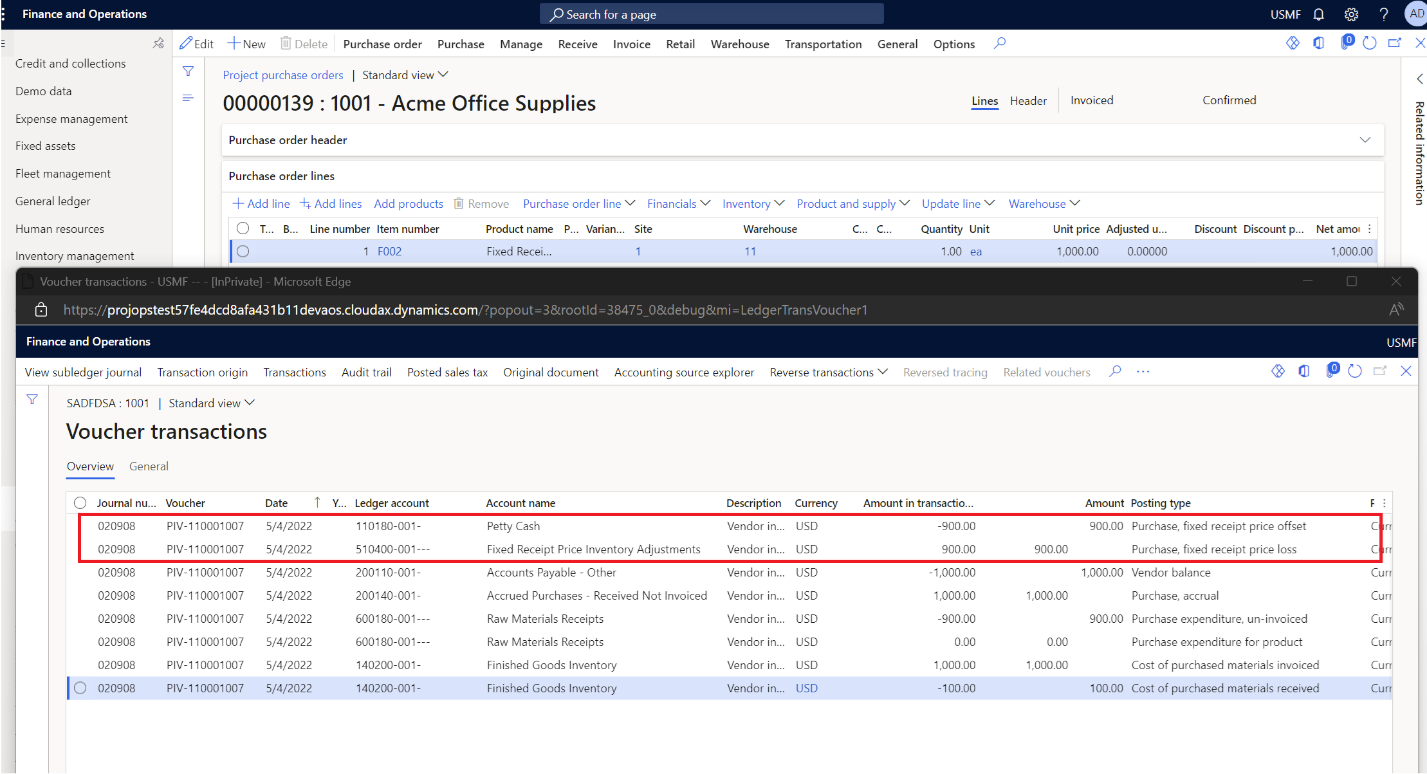 Finance and Operations Search for a page USMF ? AD
Edit New Delete Purchase order Purchase Manage Receive Invoice Retail Warehouse Transportation General Options 0
Credit and collections
Demo data
Expense management
Fixed assets
Fleet management
General ledger
Human resources
Inventory management
Project purchase orders | Standard view
00000139 : 1001 - Acme Office Supplies Lines Header Invoiced Confirmed
Related information
Purchase order header
Purchase order lines
Add line Add lines Add products Remove Purchase order line Financials Inventory Product and supply Update line Warehouse
T... B... Line number Item number Product name P... Varian... Site Warehouse C... C... Quantity Unit Unit price Adjusted u... Discount Discount p... Net amou
1 F002 Fixed Recei... 1 11 1.00 ea 1,000.00 0.00000 1,000.00
Voucher transactions - USMF -- - [InPrivate] - Microsoft Edge
https://projopstest57fe4dcd8afa431b11devaos.cloudax.dynamics.com/?popout=3&rootId=38475_0&debug&mi=LedgerTransVoucher1
Finance and Operations USMF
View subledger journal Transaction origin Transactions Audit trail Posted sales tax Original document Accounting source explorer Reverse transactions Reversed tracing Related vouchers ... 0
SADFDSA : 1001 | Standard view
Voucher transactions
Overview General
Journal nu... Voucher Date Y... Ledger account Account name Description Currency Amount in transactio... Amount Posting type
020908 PIV-110001007 5/4/2022 110180-001- Petty Cash Vendor in... USD -900.00 900.00 Purchase, fixed receipt price offset Curr
020908 PIV-110001007 5/4/2022 510400-001--- Fixed Receipt Price Inventory Adjustments Vendor in... USD 900.00 900.00 Purchase, fixed receipt price loss Curr
020908 PIV-110001007 5/4/2022 200110-001- Accounts Payable - Other Vendor in... USD -1,000.00 1,000.00 Vendor balance Curr
020908 PIV-110001007 5/4/2022 200140-001- Accrued Purchases - Received Not Invoiced Vendor in... USD 1,000.00 1,000.00 Purchase, accrual Curr
020908 PIV-110001007 5/4/2022 600180-001--- Raw Materials Receipts Vendor in... USD -900.00 900.00 Purchase expenditure, un-invoiced Curr
020908 PIV-110001007 5/4/2022 600180-001--- Raw Materials Receipts Vendor in... USD 0.00 0.00 Purchase expenditure for product Curr
020908 PIV-110001007 5/4/2022 140200-001- Finished Goods Inventory Vendor in... USD 1,000.00 1,000.00 Cost of purchased materials invoiced Curr
020908 PIV-110001007 5/4/2022 140200-001- Finished Goods Inventory Vendor in... USD -100.00 100.00 Cost of purchased materials received Curr